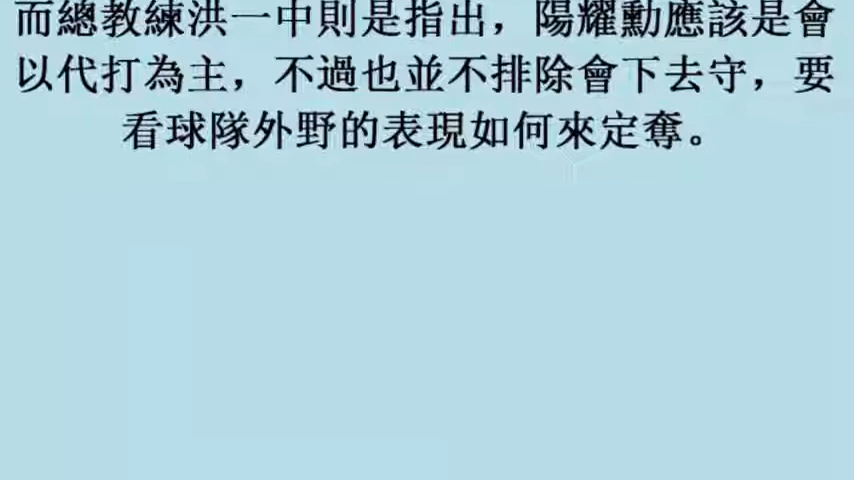 而總教練洪一中則是指出，陽耀勳應該是會
以代打為主，不過也並不排除會下去守，要
看球隊外野的表現如何來定奪。